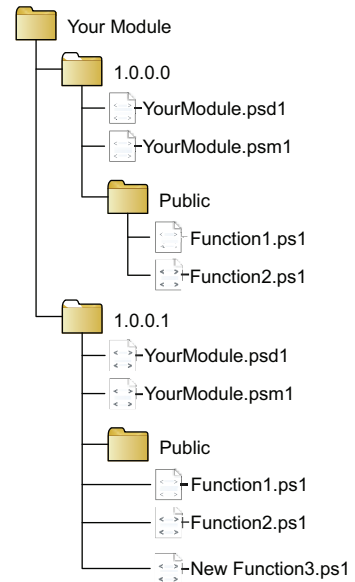 Your Module
1.0.0.0
YourModule.psd1
YourModule.psm1
Public
Function1.ps1
Function2.ps1
1.0.0.1
YourModule.psd1
YourModule.psm1
Public
Function1.ps1
Function2.ps1
New Function3.ps1